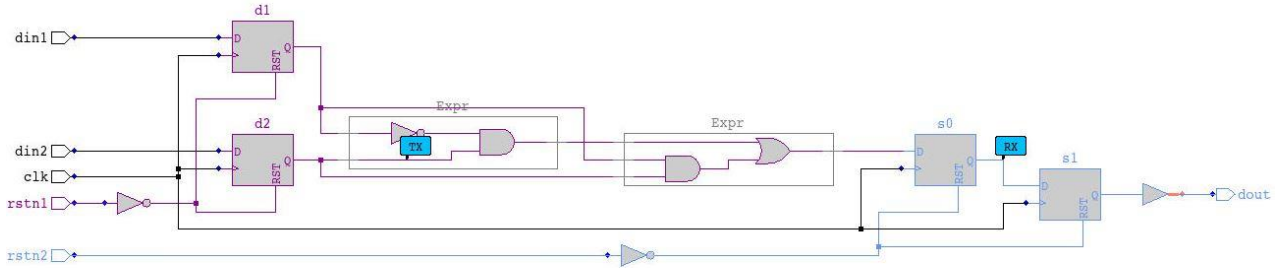 d1
din1
D
Q
RST
Expr
Expr
d2
s0
din2
D
Q
TX
D
Q
RX
s1
clk
RST
RST
D
Q
rstn1
dout
RST
rstn2